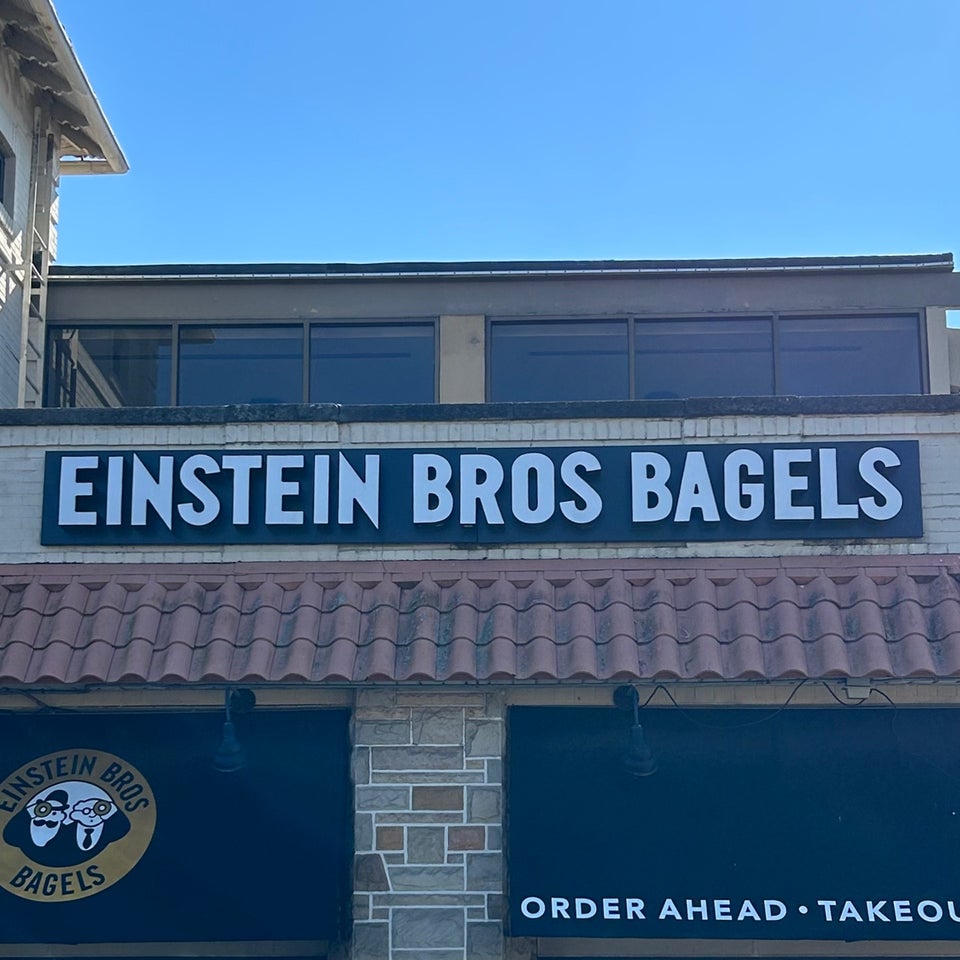 EINSTEIN BROS BAGELS
EINSTEIN BROS
BAGELS
ORDER AHEAD • TAKEOU